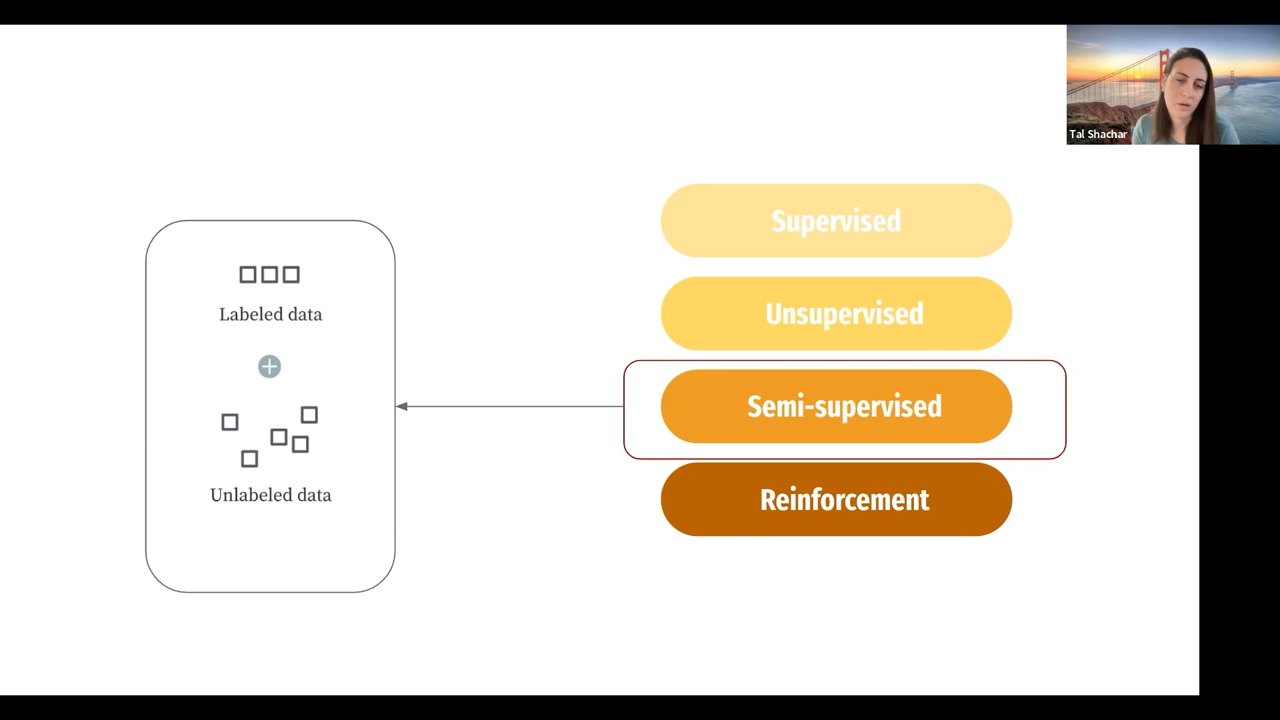 Tal Shachar
Supervised
Unsupervised
Semi-supervised
Reinforcement
Labeled data
Unlabeled data